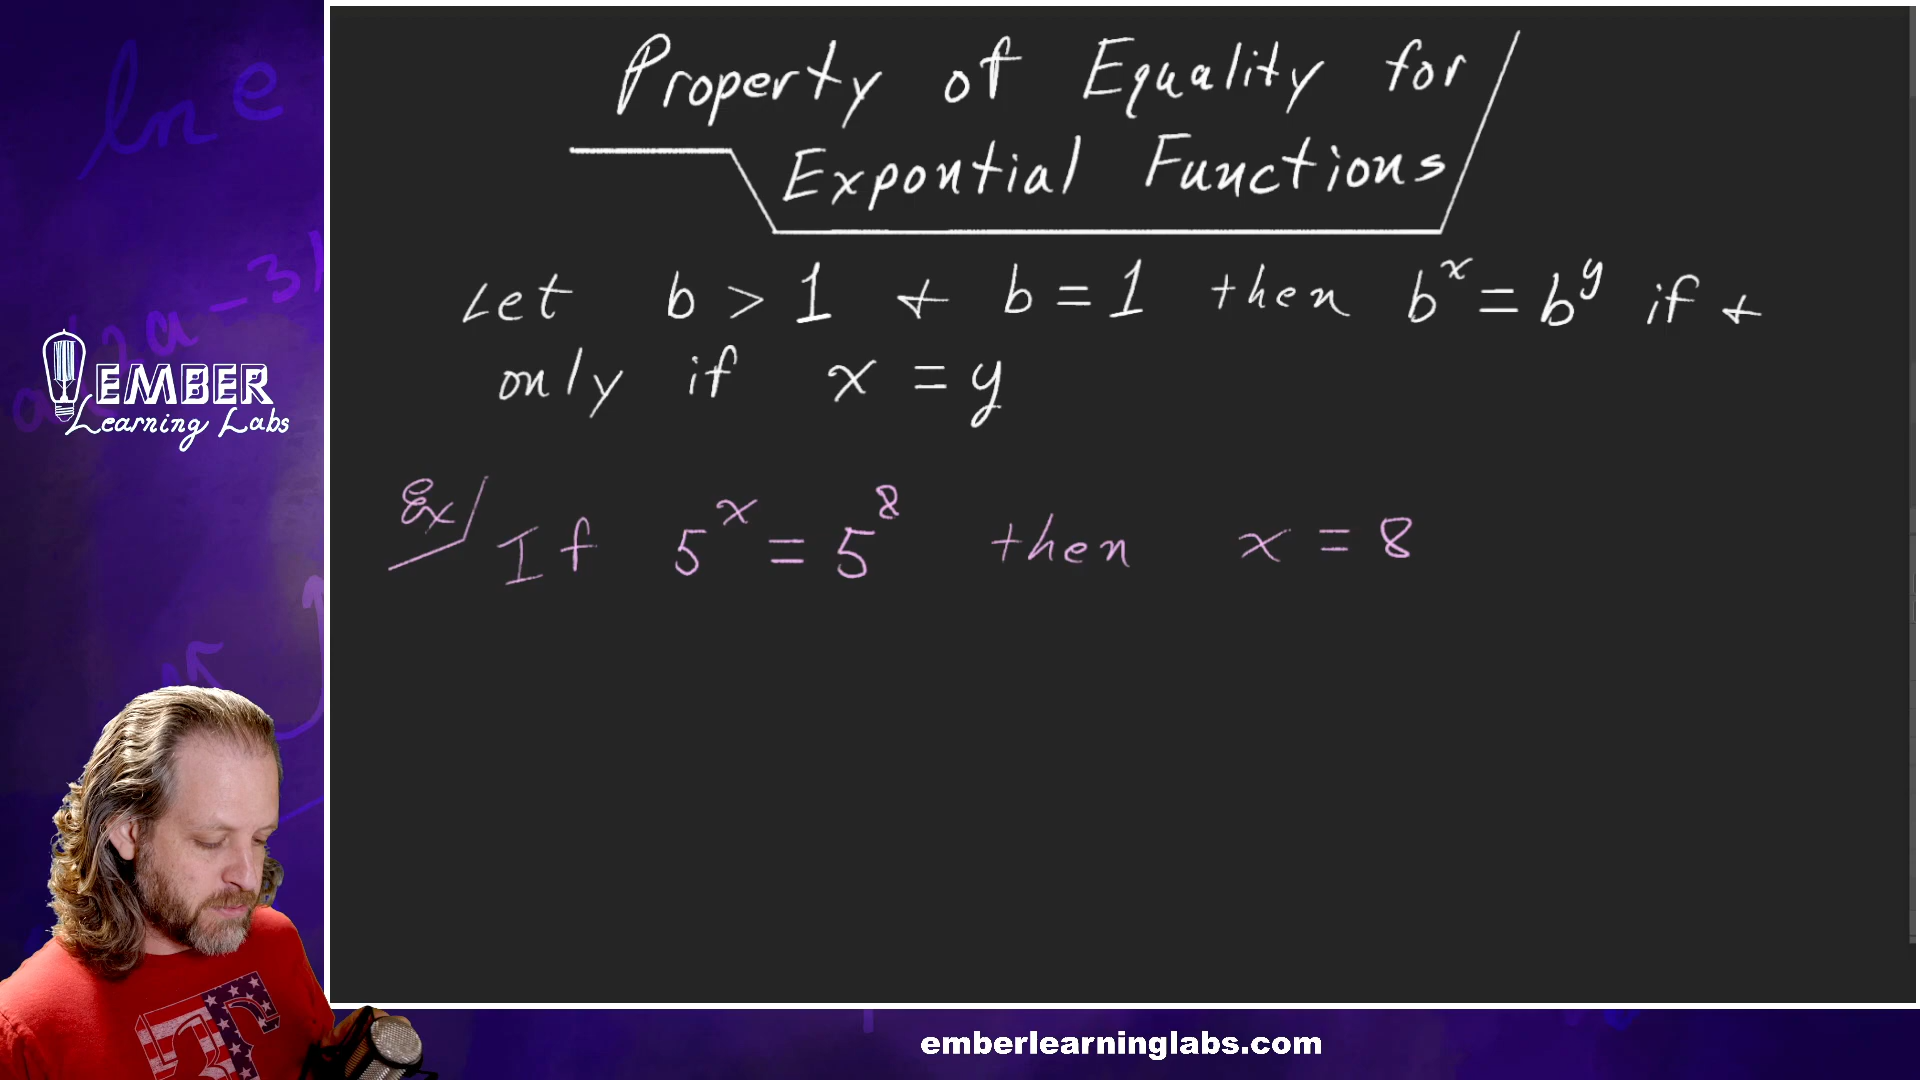 Property of Equality for
Expontial Functions
Let b > 1 + b = 1 then b^x = b^y if +
only if x = y
Ex/ If 5^x = 5^8 then x = 8
ln e
EMBER
Learning Labs
emberlearninglabs.com